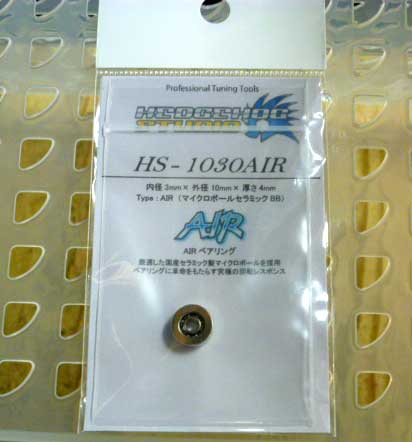 Professional Tuning Tools
HEDGEHOG
STUDIO
HS-1030AIR
内径 3mm× 外径 10mm× 厚さ 4mm
Type : AIR（マイクロボールセラミック BB）
AIR
AIR ベアリング
厳選した国産セラミック製マイクロボールを採用
ベアリングに革命をもたらす究極の回転レスポンス